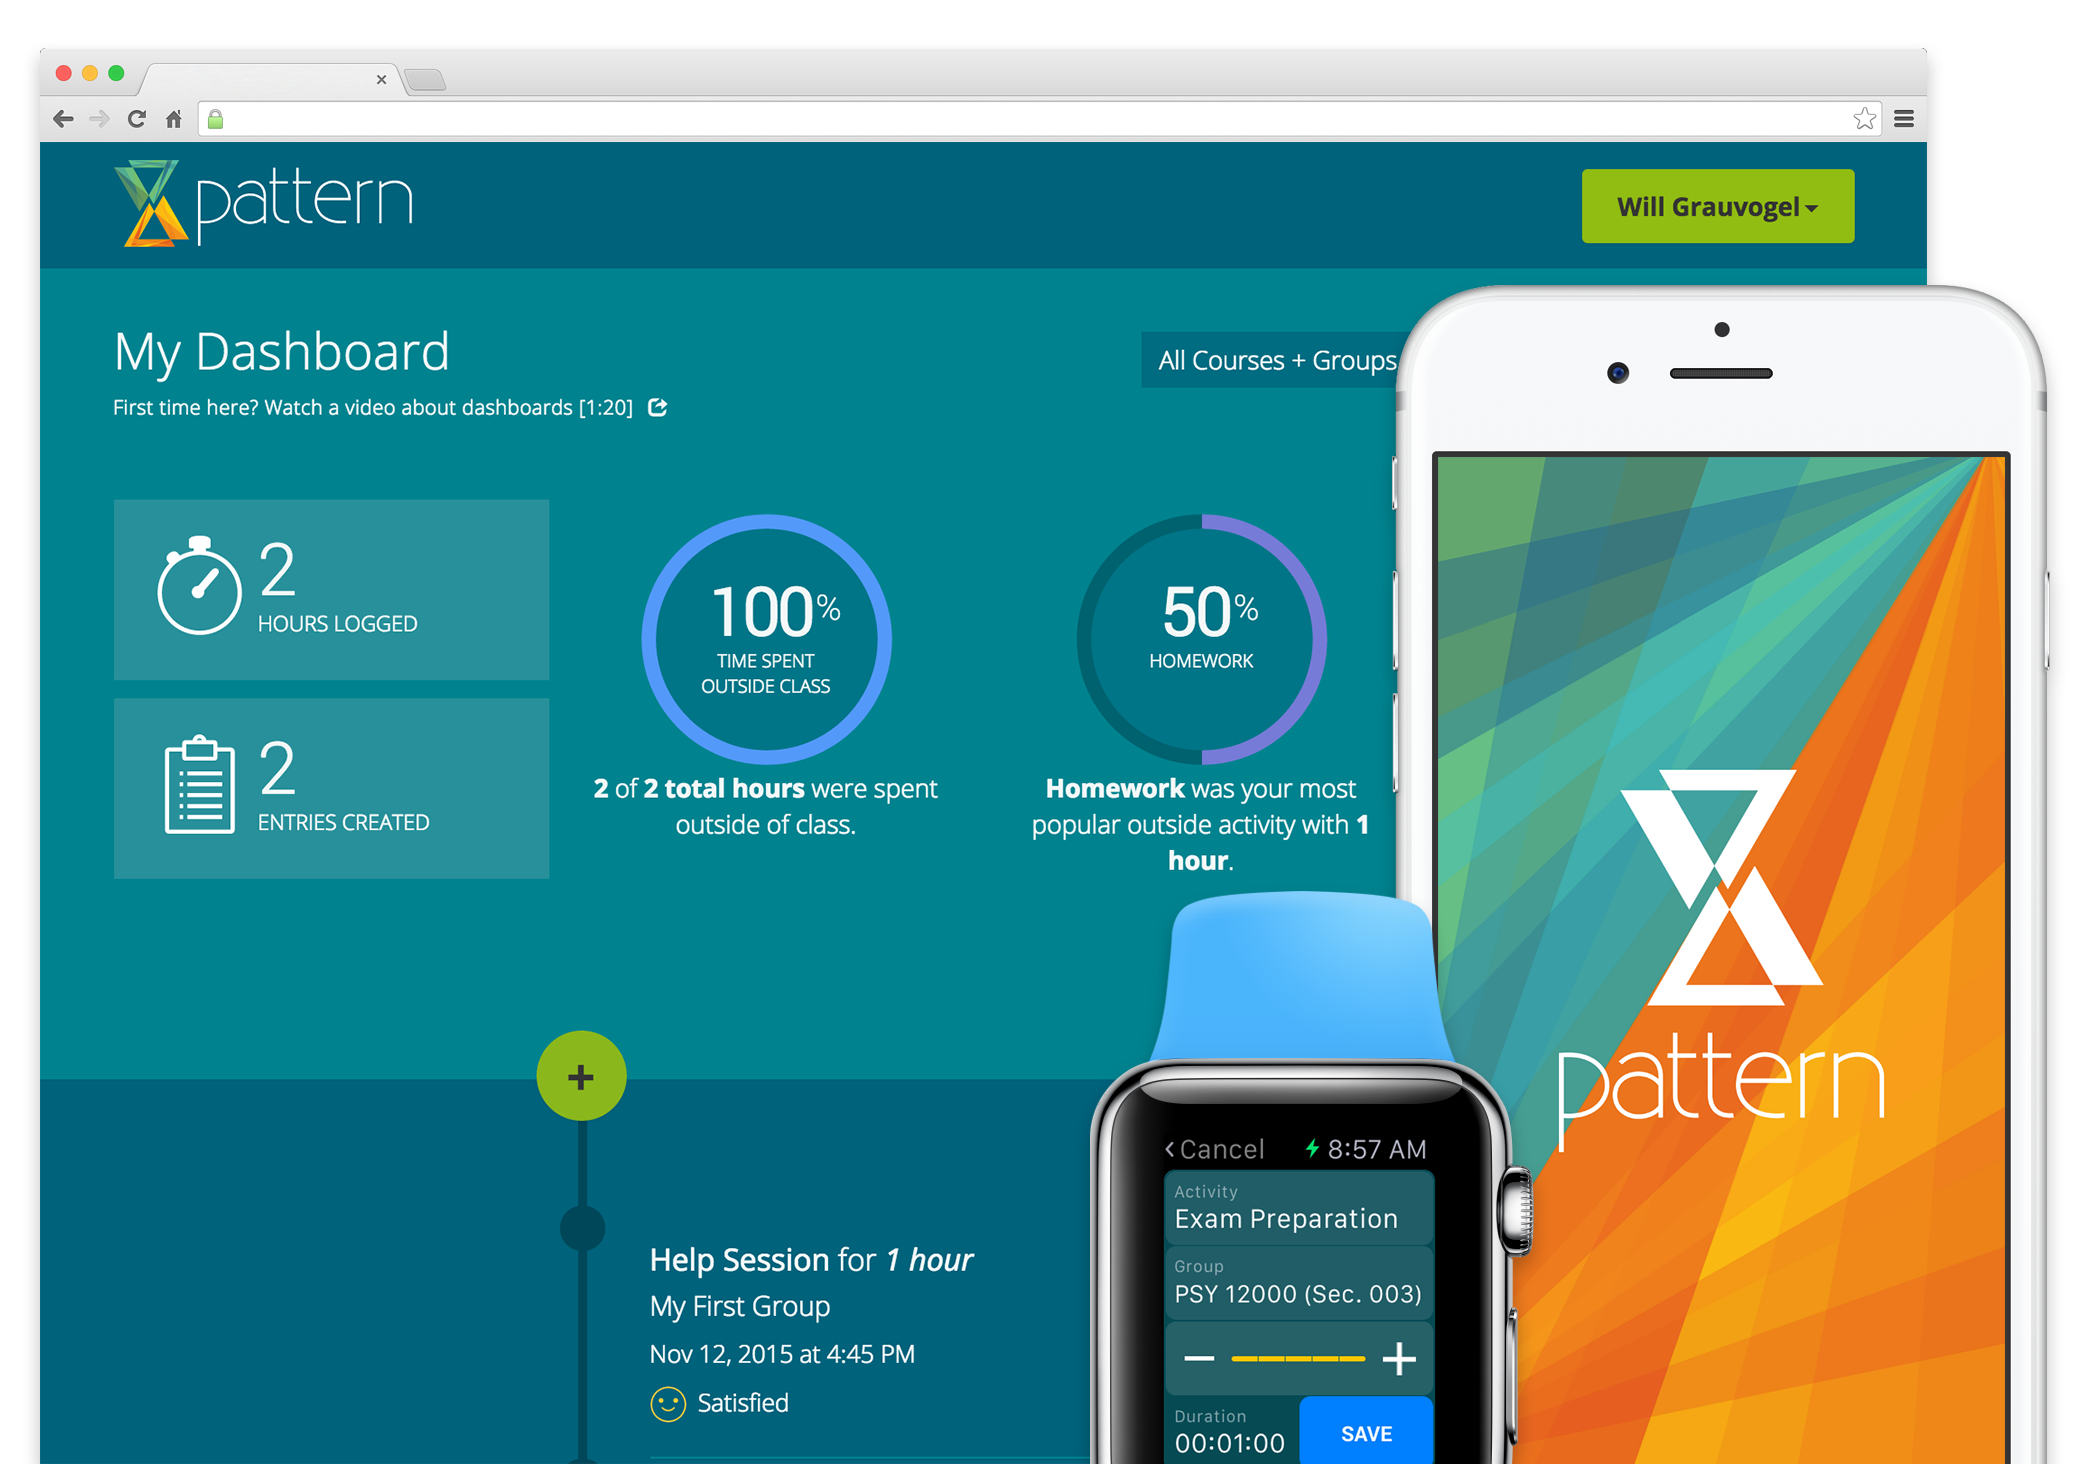 pattern
Will Grauvogel
My Dashboard
First time here? Watch a video about dashboards [1:20]
All Courses + Groups
2
HOURS LOGGED
2
ENTRIES CREATED
100%
TIME SPENT
OUTSIDE CLASS
2 of 2 total hours were spent
outside of class.
50%
HOMEWORK
Homework was your most
popular outside activity with 1
hour.
+
Help Session for 1 hour
My First Group
Nov 12, 2015 at 4:45 PM
Satisfied
pattern
< Cancel 8:57 AM
Activity
Exam Preparation
Group
PSY 12000 (Sec. 003)
− +
Duration
00:01:00
SAVE